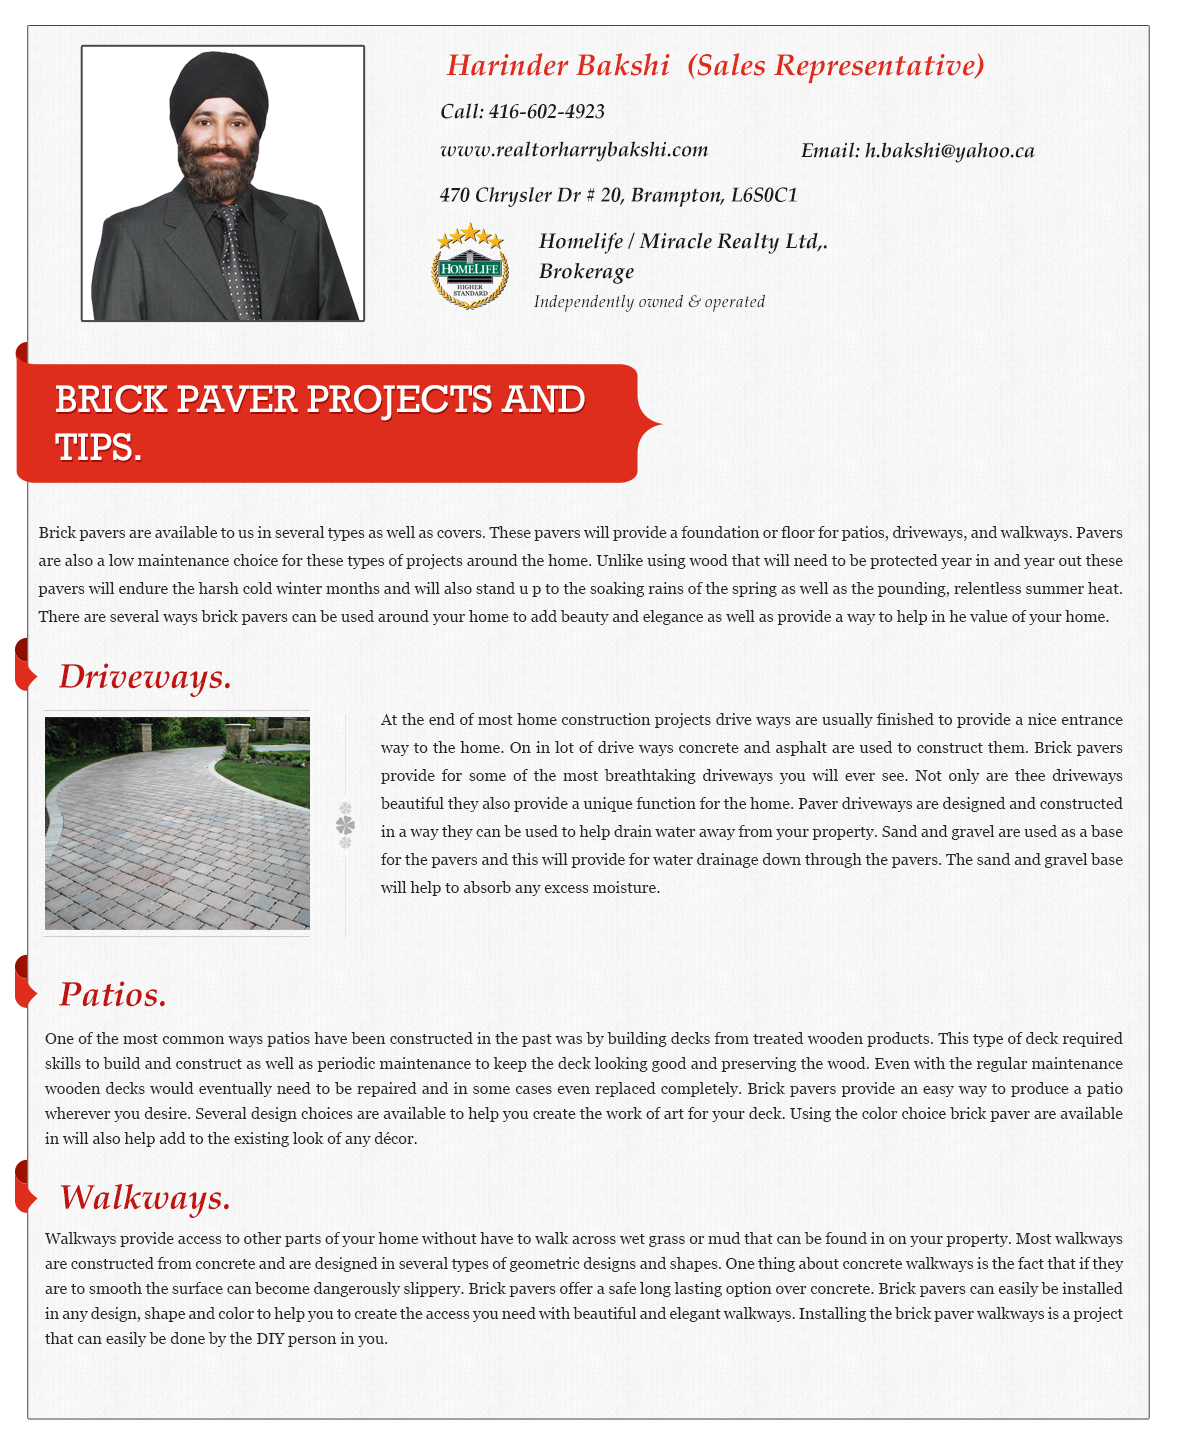 Harinder Bakshi (Sales Representative)
Call: 416-602-4923
www.realtorharrybakshi.com Email: h.bakshi@yahoo.ca
470 Chrysler Dr # 20, Brampton, L6S0C1
HOMELIFE
HIGHER
STANDARD
Homelife / Miracle Realty Ltd,.
Brokerage
Independently owned & operated
BRICK PAVER PROJECTS AND
TIPS.
Brick pavers are available to us in several types as well as covers. These pavers will provide a foundation or floor for patios, driveways, and walkways. Pavers
are also a low maintenance choice for these types of projects around the home. Unlike using wood that will need to be protected year in and year out these
pavers will endure the harsh cold winter months and will also stand u p to the soaking rains of the spring as well as the pounding, relentless summer heat.
There are several ways brick pavers can be used around your home to add beauty and elegance as well as provide a way to help in he value of your home.
Driveways.
At the end of most home construction projects drive ways are usually finished to provide a nice entrance
way to the home. On in lot of drive ways concrete and asphalt are used to construct them. Brick pavers
provide for some of the most breathtaking driveways you will ever see. Not only are thee driveways
beautiful they also provide a unique function for the home. Paver driveways are designed and constructed
in a way they can be used to help drain water away from your property. Sand and gravel are used as a base
for the pavers and this will provide for water drainage down through the pavers. The sand and gravel base
will help to absorb any excess moisture.
Patios.
One of the most common ways patios have been constructed in the past was by building decks from treated wooden products. This type of deck required
skills to build and construct as well as periodic maintenance to keep the deck looking good and preserving the wood. Even with the regular maintenance
wooden decks would eventually need to be repaired and in some cases even replaced completely. Brick pavers provide an easy way to produce a patio
wherever you desire. Several design choices are available to help you create the work of art for your deck. Using the color choice brick paver are available
in will also help add to the existing look of any décor.
Walkways.
Walkways provide access to other parts of your home without have to walk across wet grass or mud that can be found in on your property. Most walkways
are constructed from concrete and are designed in several types of geometric designs and shapes. One thing about concrete walkways is the fact that if they
are to smooth the surface can become dangerously slippery. Brick pavers offer a safe long lasting option over concrete. Brick pavers can easily be installed
in any design, shape and color to help you to create the access you need with beautiful and elegant walkways. Installing the brick paver walkways is a project
that can easily be done by the DIY person in you.